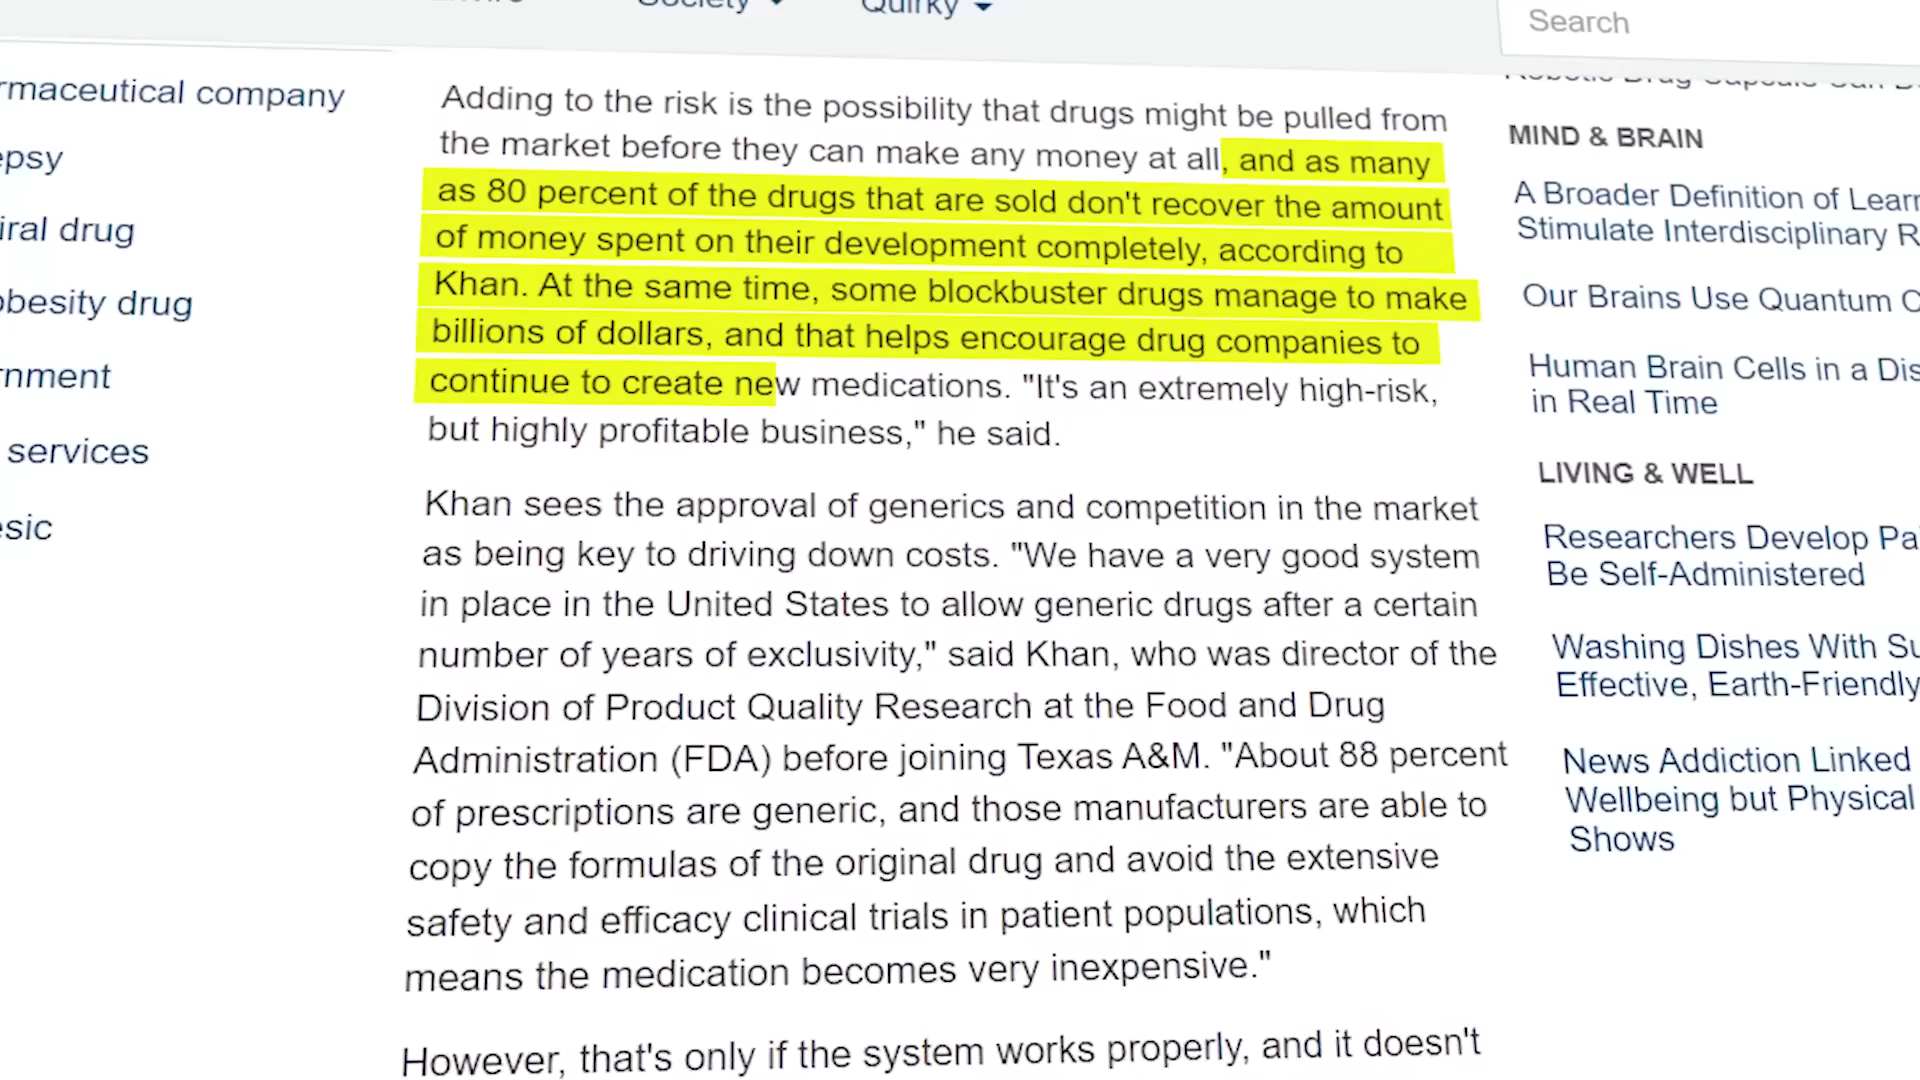 Society
Quirky
Search
rmaceutical company
epsy
iral drug
obesity drug
rnment
services
esic
Adding to the risk is the possibility that drugs might be pulled from
the market before they can make any money at all, and as many
as 80 percent of the drugs that are sold don't recover the amount
of money spent on their development completely, according to
Khan. At the same time, some blockbuster drugs manage to make
billions of dollars, and that helps encourage drug companies to
continue to create new medications. "It's an extremely high-risk,
but highly profitable business," he said.
Khan sees the approval of generics and competition in the market
as being key to driving down costs. "We have a very good system
in place in the United States to allow generic drugs after a certain
number of years of exclusivity," said Khan, who was director of the
Division of Product Quality Research at the Food and Drug
Administration (FDA) before joining Texas A&M. "About 88 percent
of prescriptions are generic, and those manufacturers are able to
copy the formulas of the original drug and avoid the extensive
safety and efficacy clinical trials in patient populations, which
means the medication becomes very inexpensive."
However, that's only if the system works properly, and it doesn't
MIND & BRAIN
A Broader Definition of Learn
Stimulate Interdisciplinary R
Our Brains Use Quantum C
Human Brain Cells in a Dis
in Real Time
LIVING & WELL
Researchers Develop Pa
Be Self-Administered
Washing Dishes With Su
Effective, Earth-Friendly
News Addiction Linked
Wellbeing but Physical
Shows